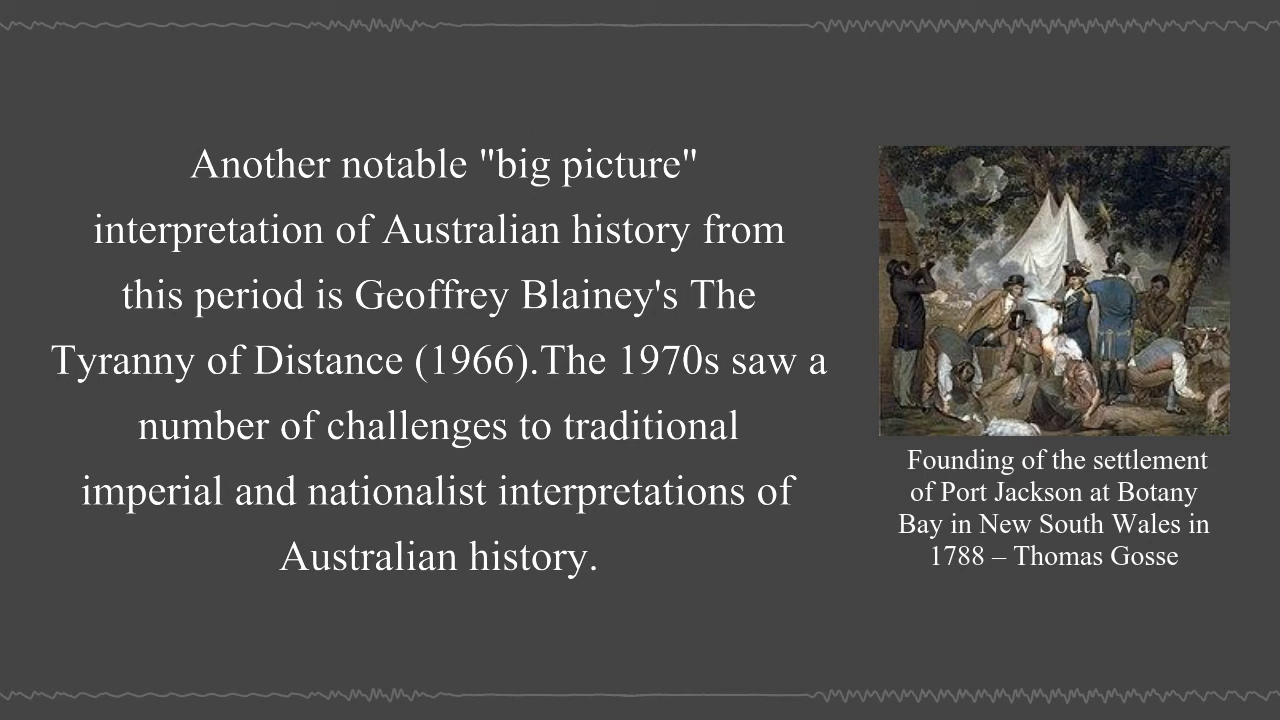 Another notable "big picture"
interpretation of Australian history from
this period is Geoffrey Blainey's The
Tyranny of Distance (1966).The 1970s saw a
number of challenges to traditional
imperial and nationalist interpretations of
Australian history.
Founding of the settlement
of Port Jackson at Botany
Bay in New South Wales in
1788 – Thomas Gosse